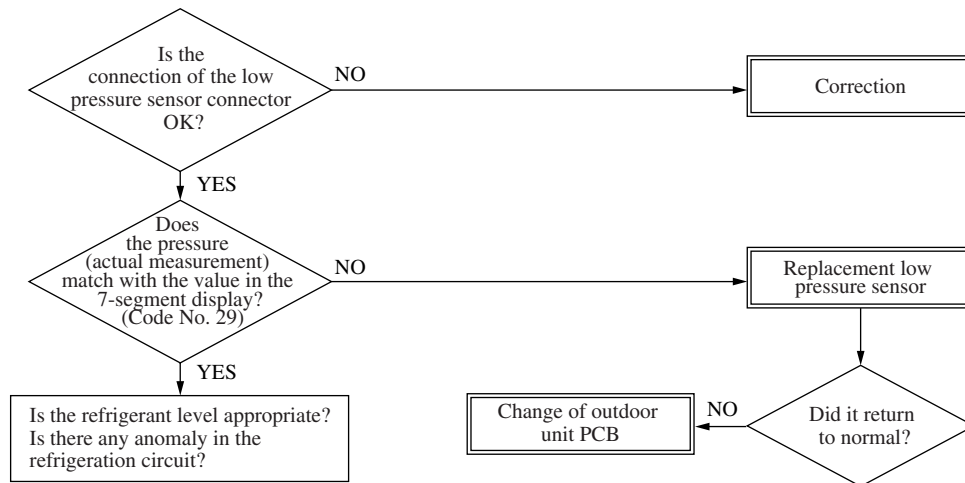 Is the
connection of the low
pressure sensor connector
OK?
NO
Correction
YES
Does
the pressure
(actual measurement)
match with the value in the
7-segment display?
(Code No. 29)
NO
Replacement low
pressure sensor
YES
Is the refrigerant level appropriate?
Is there any anomaly in the
refrigeration circuit?
Change of outdoor
unit PCB
NO
Did it return
to normal?